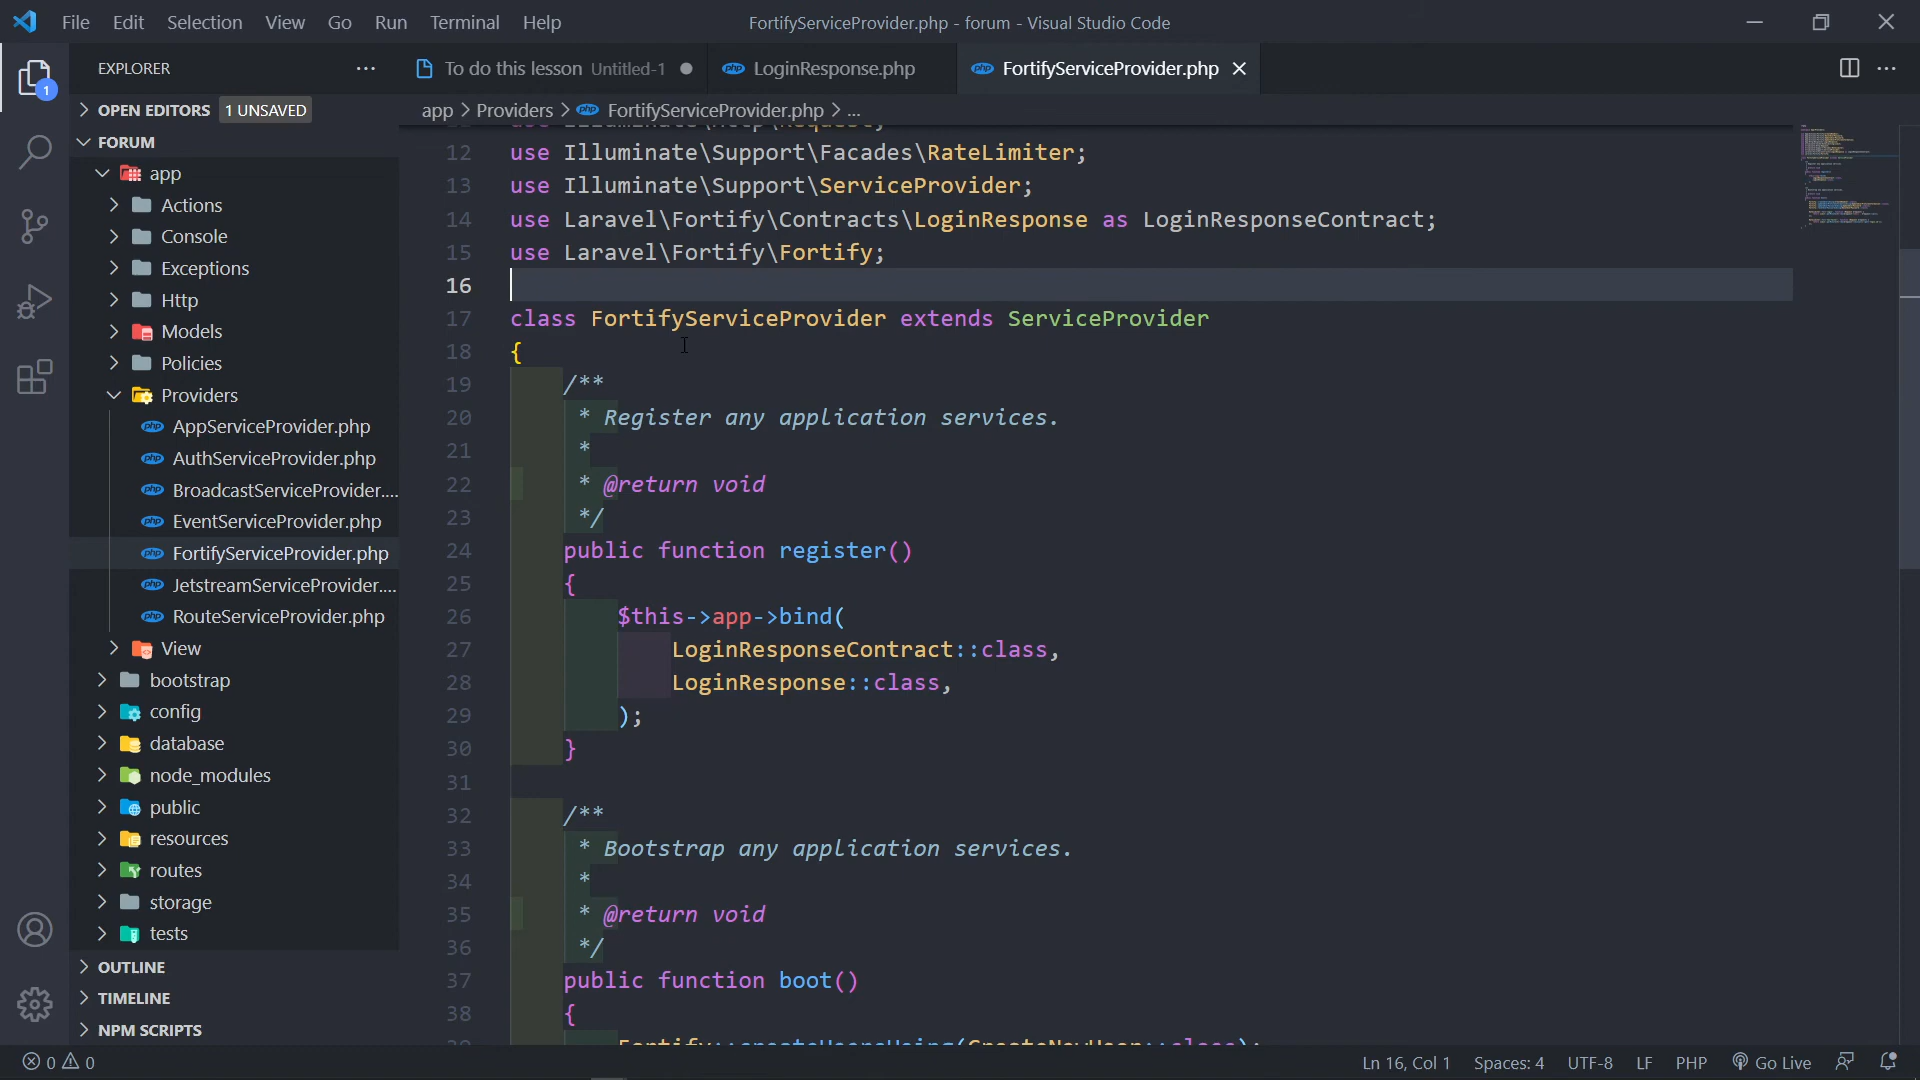 File Edit Selection View Go Run Terminal Help
FortifyServiceProvider.php - forum - Visual Studio Code
EXPLORER
To do this lesson Untitled-1
LoginResponse.php
FortifyServiceProvider.php
1
OPEN EDITORS 1 UNSAVED
app > Providers > FortifyServiceProvider.php > ...
FORUM
app
Actions
Console
Exceptions
Http
Models
Policies
Providers
AppServiceProvider.php
AuthServiceProvider.php
BroadcastServiceProvider....
EventServiceProvider.php
FortifyServiceProvider.php
JetstreamServiceProvider....
RouteServiceProvider.php
View
bootstrap
config
database
node_modules
public
resources
routes
storage
tests
OUTLINE
TIMELINE
NPM SCRIPTS
12 use Illuminate\Support\Facades\RateLimiter;
13 use Illuminate\Support\ServiceProvider;
14 use Laravel\Fortify\Contracts\LoginResponse as LoginResponseContract;
15 use Laravel\Fortify\Fortify;
16
17 class FortifyServiceProvider extends ServiceProvider
18 {
19 /**
20 * Register any application services.
21 *
22 * @return void
23 */
24 public function register()
25 {
26 $this->app->bind(
27 LoginResponseContract::class,
28 LoginResponse::class,
29 );
30 }
31
32 /**
33 * Bootstrap any application services.
34 *
35 * @return void
36 */
37 public function boot()
38 {
0 0
Ln 16, Col 1 Spaces: 4 UTF-8 LF PHP Go Live